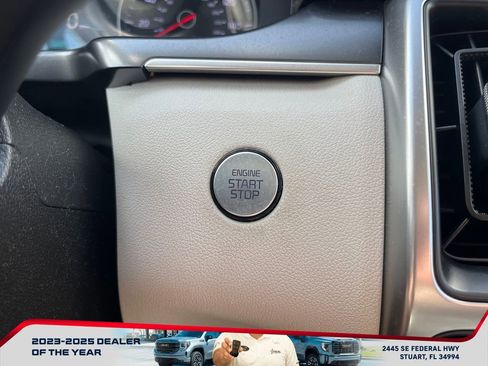 ENGINE
START
STOP
2023-2025 DEALER
OF THE YEAR
2445 SE FEDERAL HWY
STUART, FL 34994